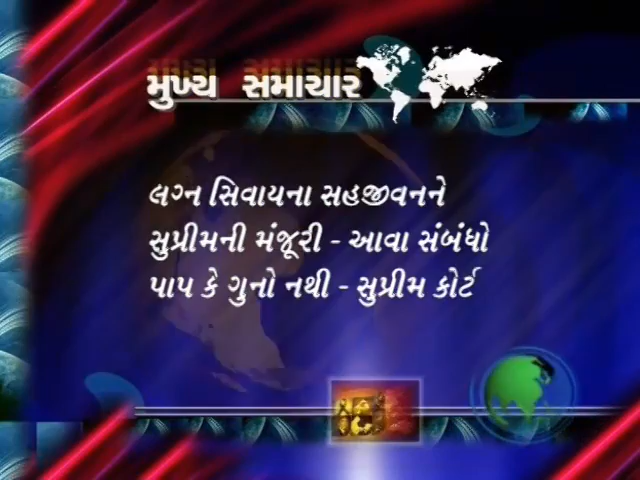 મુખ્ય સમાચાર
લગ્ન સિવાયના સહજીવનને
સુપ્રીમની મંજૂરી - આવા સંબંધો
પાપ કે ગુનો નથી - સુપ્રીમ કોર્ટ